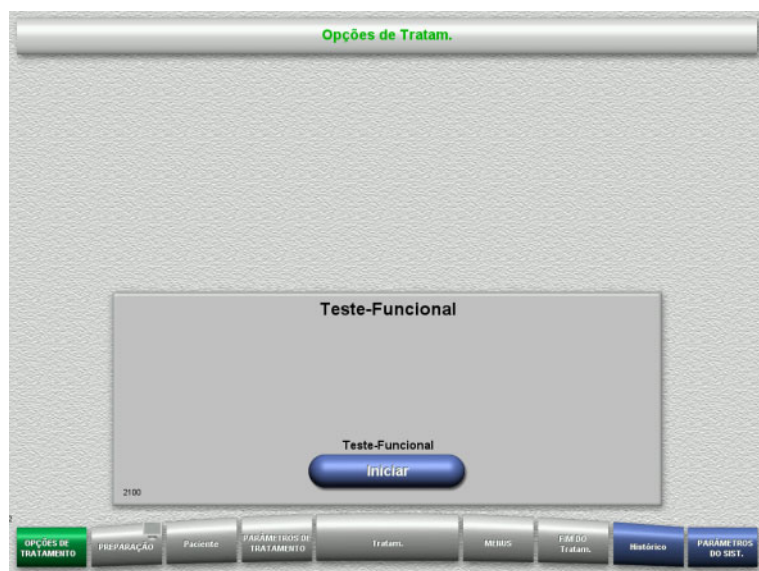 Opções de Tratam.
Teste-Funcional
Teste-Funcional
Iniciar
2100
2
OPÇÕES DE
TRATAMENTO
PREPARAÇÃO
Paciente
PARÂMETROS DE
TRATAMENTO
Tratam.
MENUS
FIM DO
Tratam.
Histórico
PARÂMETROS
DO SIST.